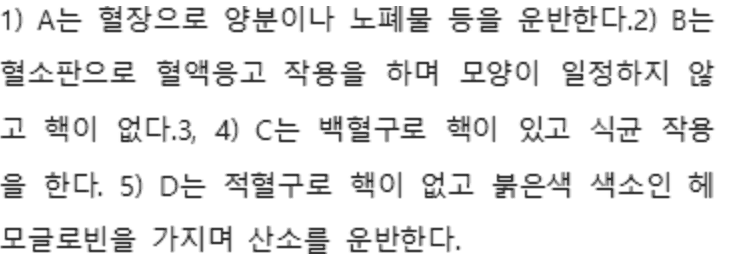 1) A는 혈장으로 양분이나 노폐물 등을 운반한다.2) B는
혈소판으로 혈액응고 작용을 하며 모양이 일정하지 않
고 핵이 없다.3, 4) C는 백혈구로 핵이 있고 식균 작용
을 한다. 5) D는 적혈구로 핵이 없고 붉은색 색소인 헤
모글로빈을 가지며 산소를 운반한다.